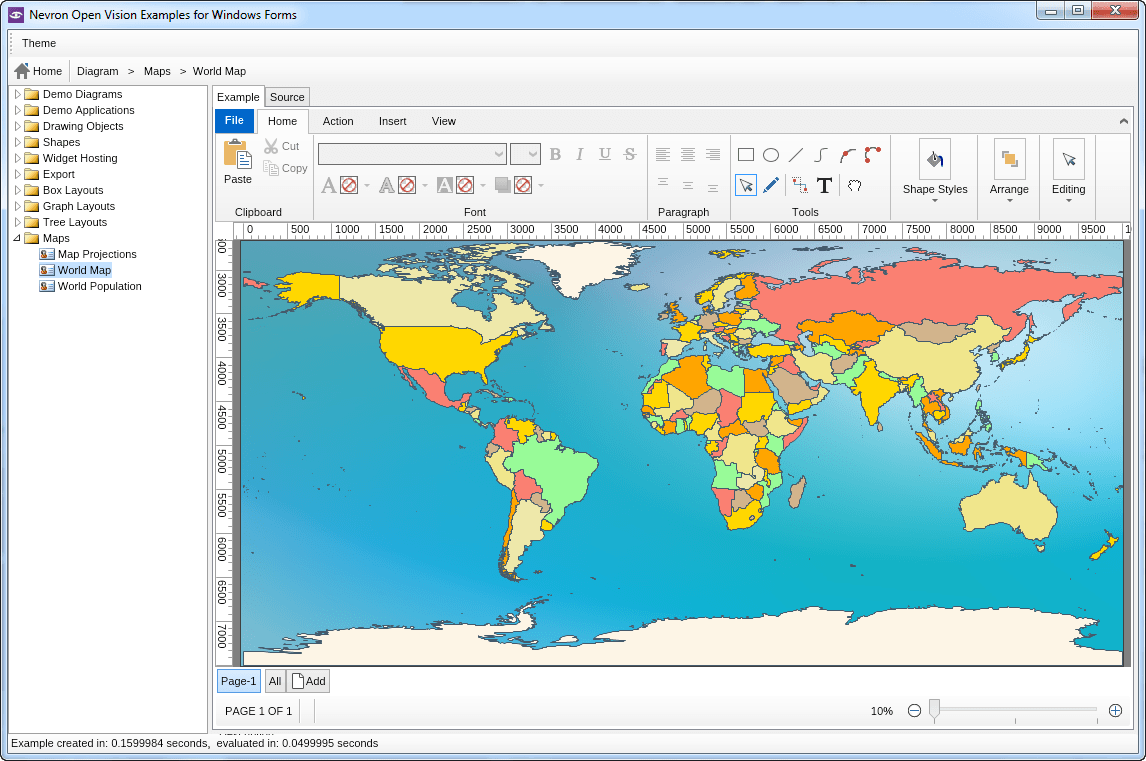 Nevron Open Vision Examples for Windows Forms
Theme
Home Diagram > Maps > World Map
Demo Diagrams
Demo Applications
Drawing Objects
Shapes
Widget Hosting
Export
Box Layouts
Graph Layouts
Tree Layouts
Maps
Map Projections
World Map
World Population
Example Source
File Home Action Insert View
Paste
Cut
Copy
Clipboard
B I U S
A A A
Font
Paragraph
T
Tools
Shape Styles
Arrange
Editing
0 500 1000 1500 2000 2500 3000 3500 4000 4500 5000 5500 6000 6500 7000 7500 8000 8500 9000 9500
3000
3500
4000
4500
5000
5500
6000
6500
7000
Page-1 All Add
PAGE 1 OF 1
10%
Example created in: 0.1599984 seconds, evaluated in: 0.0499995 seconds